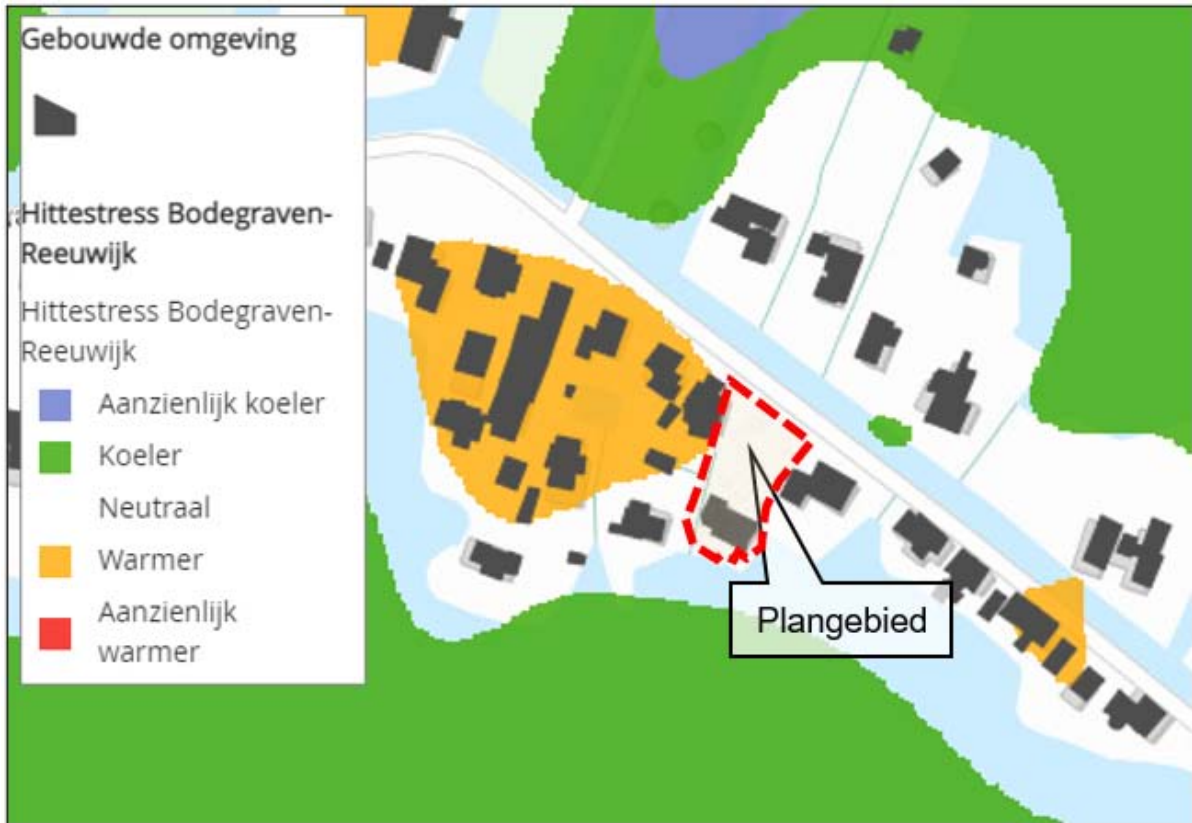 Gebouwde omgeving
Hittestress Bodegraven-
Reeuwijk
Hittestress Bodegraven-
Reeuwijk
Aanzienlijk koeler
Koeler
Neutraal
Warmer
Aanzienlijk
warmer
Plangebied